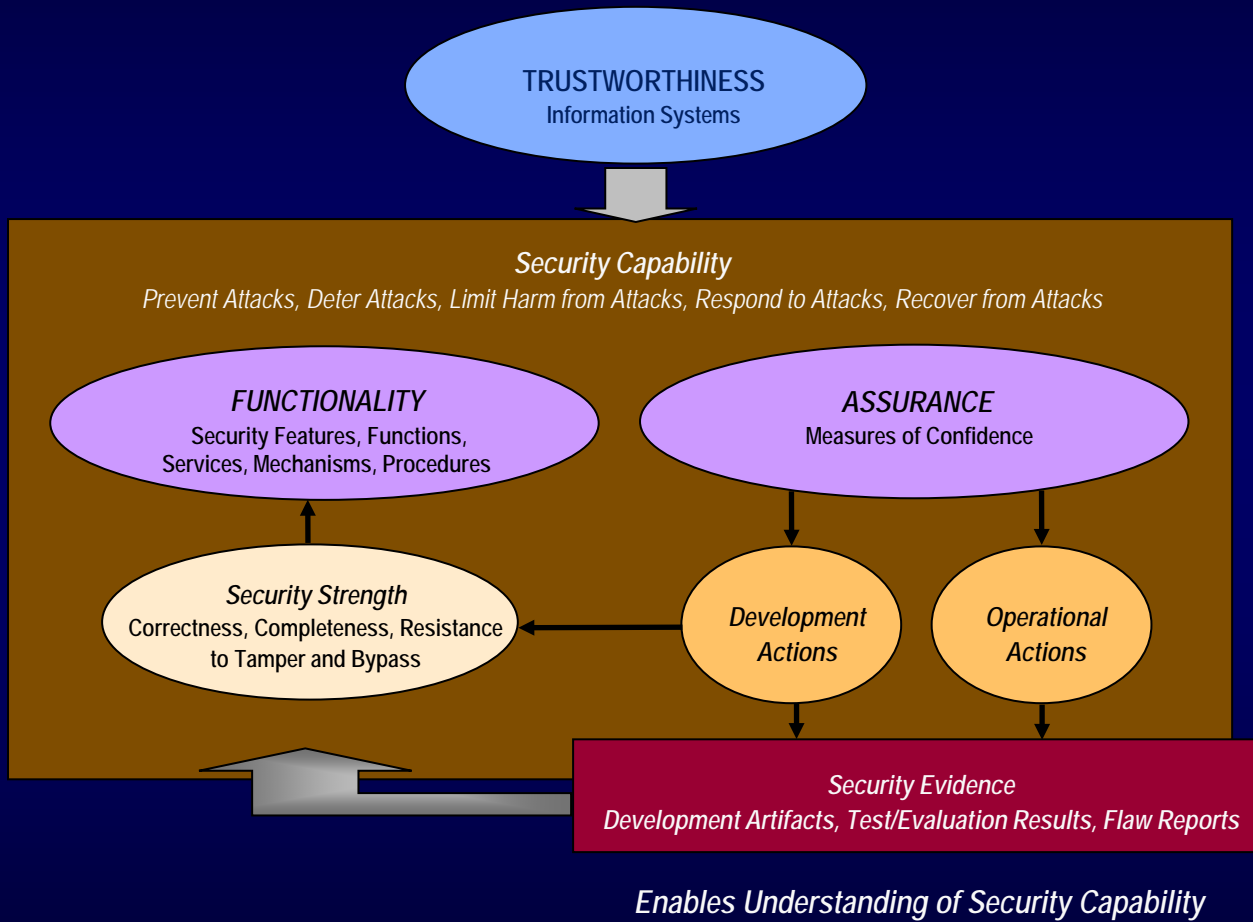 TRUSTWORTHINESS
Information Systems
Security Capability
Prevent Attacks, Deter Attacks, Limit Harm from Attacks, Respond to Attacks, Recover from Attacks
FUNCTIONALITY
Security Features, Functions,
Services, Mechanisms, Procedures
ASSURANCE
Measures of Confidence
Security Strength
Correctness, Completeness, Resistance
to Tamper and Bypass
Development
Actions
Operational
Actions
Security Evidence
Development Artifacts, Test/Evaluation Results, Flaw Reports
Enables Understanding of Security Capability